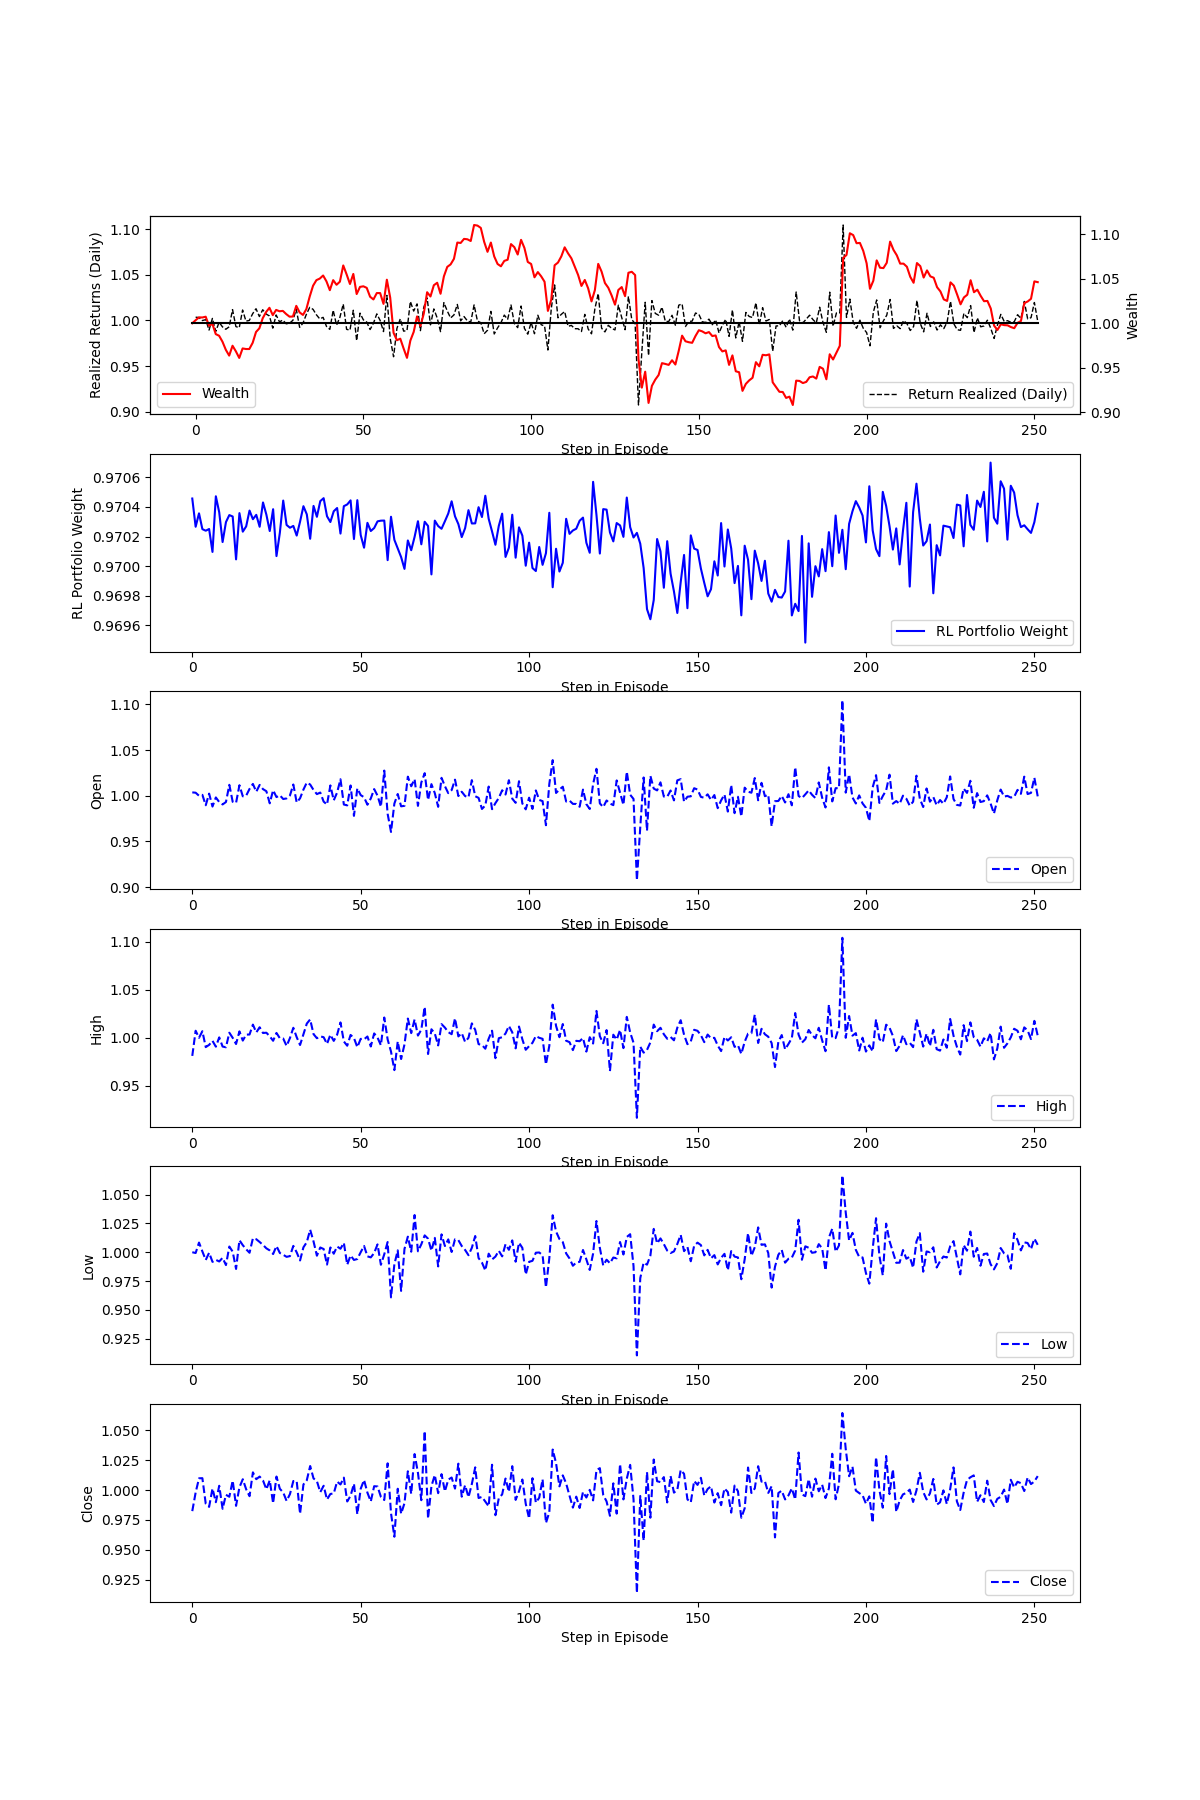 1.10
1.05
1.00
0.95
0.90
Realized Returns (Daily)
Wealth
Return Realized (Daily)
1.10
1.05
1.00
0.95
0.90
Wealth
0 50 100 150 200 250
Step in Episode
0.9706
0.9704
0.9702
0.9700
0.9698
0.9696
RL Portfolio Weight
RL Portfolio Weight
0 50 100 150 200 250
Step in Episode
1.10
1.05
1.00
0.95
0.90
Open
Open
0 50 100 150 200 250
Step in Episode
1.10
1.05
1.00
0.95
High
High
0 50 100 150 200 250
Step in Episode
1.050
1.025
1.000
0.975
0.950
0.925
Low
Low
0 50 100 150 200 250
Step in Episode
1.050
1.025
1.000
0.975
0.950
0.925
Close
Close
0 50 100 150 200 250
Step in Episode